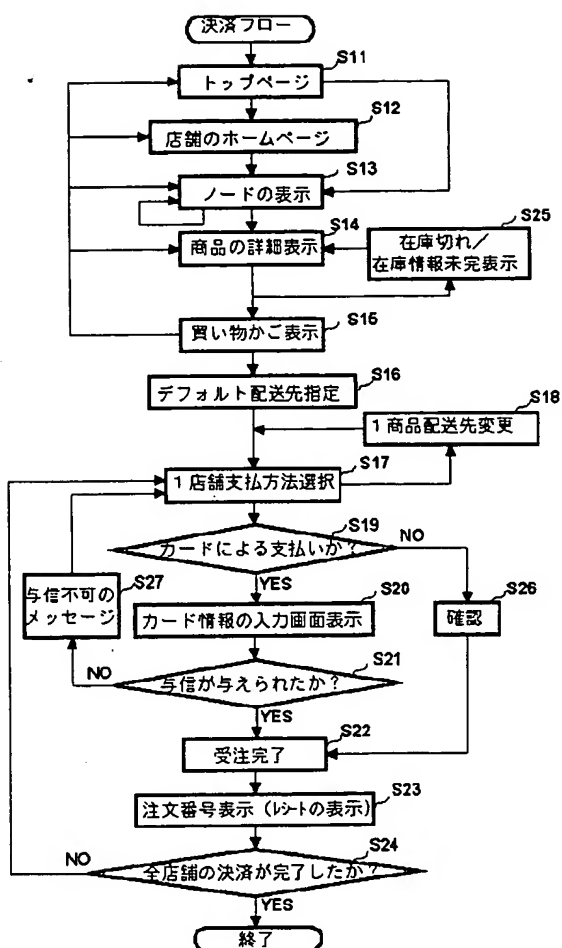 決済フロー
S11
トップページ
S12
店舗のホームページ
S13
ノードの表示
S14
商品の詳細表示
S25
在庫切れ/
在庫情報未完表示
S15
買い物かご表示
S16
デフォルト配送先指定
S18
1商品配送先変更
S17
1店舗支払方法選択
S19
カードによる支払いか?
NO
YES
S27
与信不可の
メッセージ
S20
カード情報の入力画面表示
S26
確認
S21
与信が与えられたか?
NO
YES
S22
受注完了
S23
注文番号表示(レシートの表示)
S24
全店舗の決済が完了したか?
NO
YES
終了